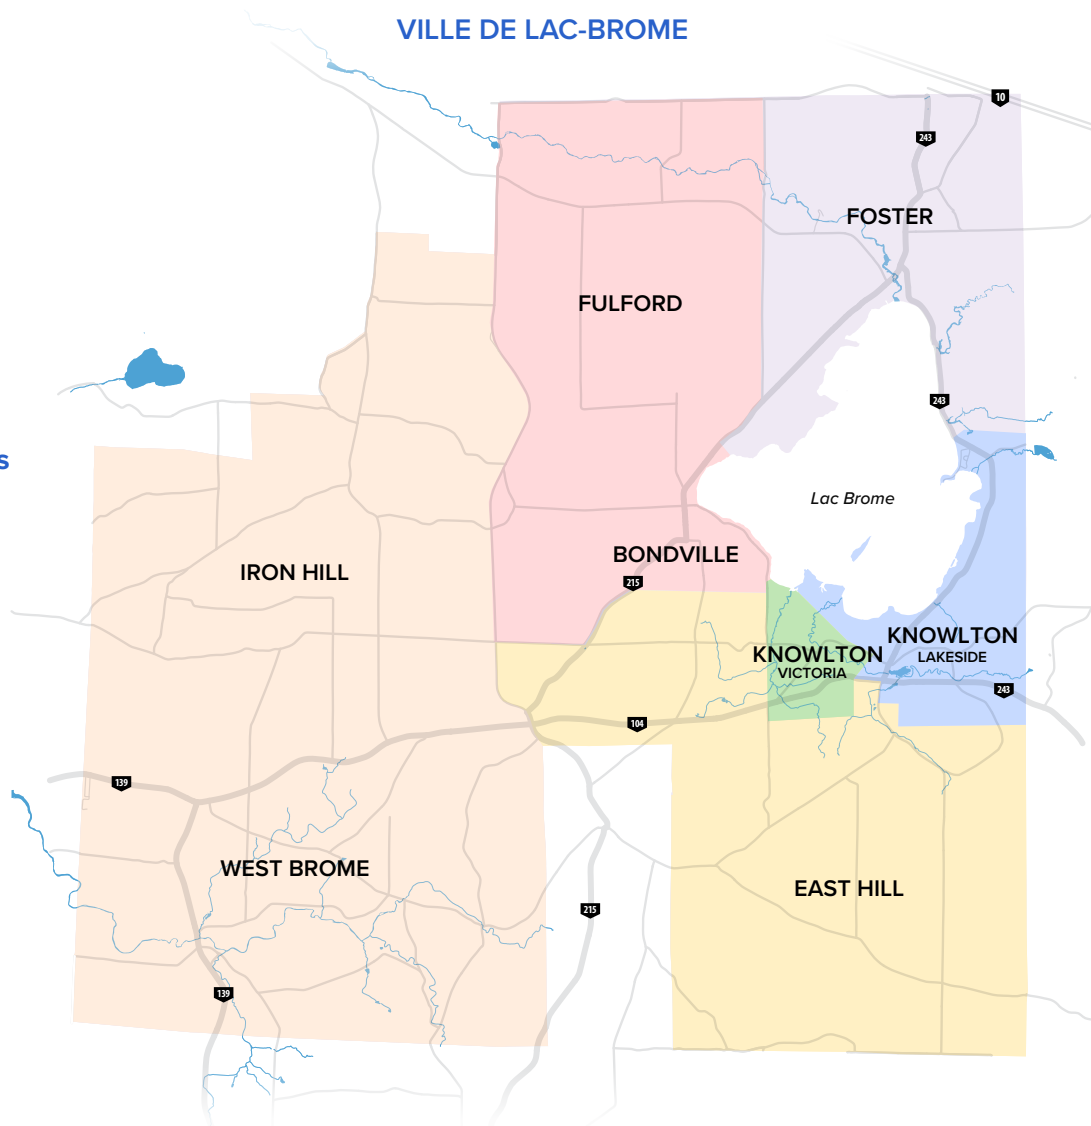 VILLE DE LAC-BROME
10
243
FOSTER
FULFORD
243
s
Lac Brome
BONDVILLE
IRON HILL
215
KNOWLTON
LAKESIDE
KNOWLTON
VICTORIA
243
104
139
WEST BROME
EAST HILL
215
139